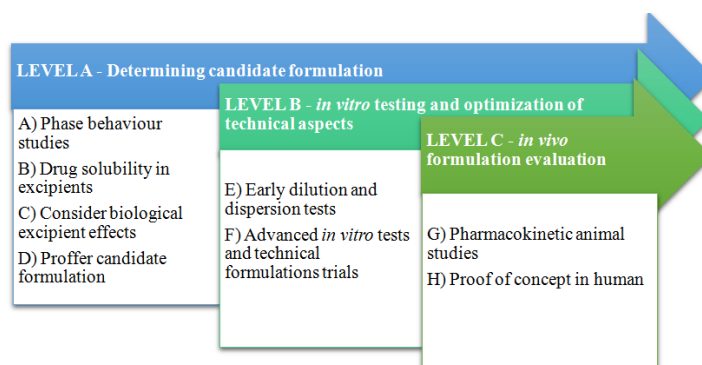 LEVEL A - Determining candidate formulation
A) Phase behaviour
studies
B) Drug solubility in
excipients
C) Consider biological
excipient effects
D) Proffer candidate
formulation
LEVEL B - in vitro testing and optimization of
technical aspects
E) Early dilution and
dispersion tests
F) Advanced in vitro tests
and technical
formulations trials
LEVEL C - in vivo
formulation evaluation
G) Pharmacokinetic animal
studies
H) Proof of concept in human